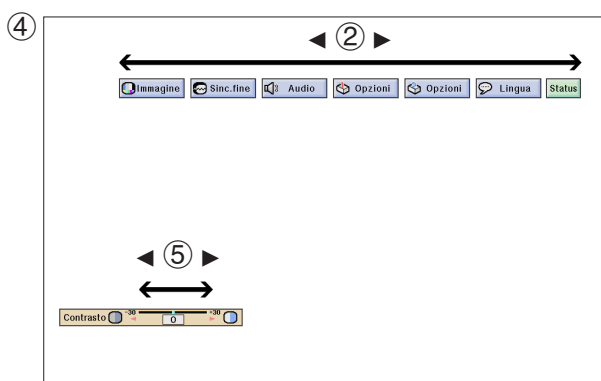 ④
◄ ② ►
Immagine Sinc.fine Audio Opzioni Opzioni Lingua Status
◄ ⑤ ►
Contrasto -30 0 +30